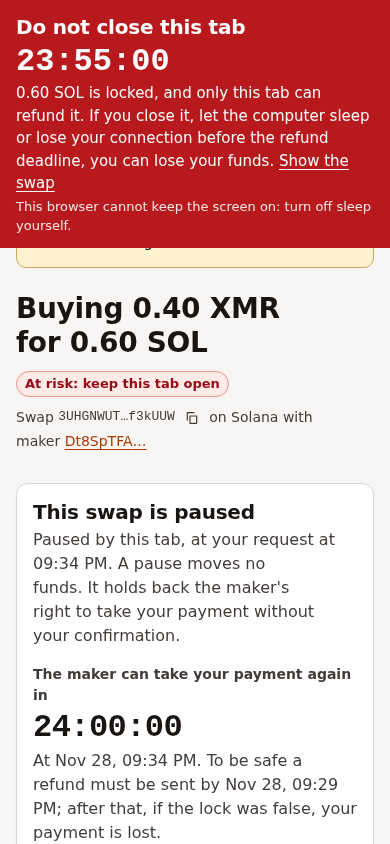 Do not close this tab
23:55:00
0.60 SOL is locked, and only this tab can
refund it. If you close it, let the computer sleep
or lose your connection before the refund
deadline, you can lose your funds. Show the
swap
This browser cannot keep the screen on: turn off sleep
yourself.
Buying 0.40 XMR
for 0.60 SOL
At risk: keep this tab open
Swap 3UHGNWUT…f3kUUW on Solana with
maker Dt8SpTFA…
This swap is paused
Paused by this tab, at your request at
09:34 PM. A pause moves no
funds. It holds back the maker's
right to take your payment without
your confirmation.
The maker can take your payment again
in
24:00:00
At Nov 28, 09:34 PM. To be safe a
refund must be sent by Nov 28, 09:29
PM; after that, if the lock was false, your
payment is lost.